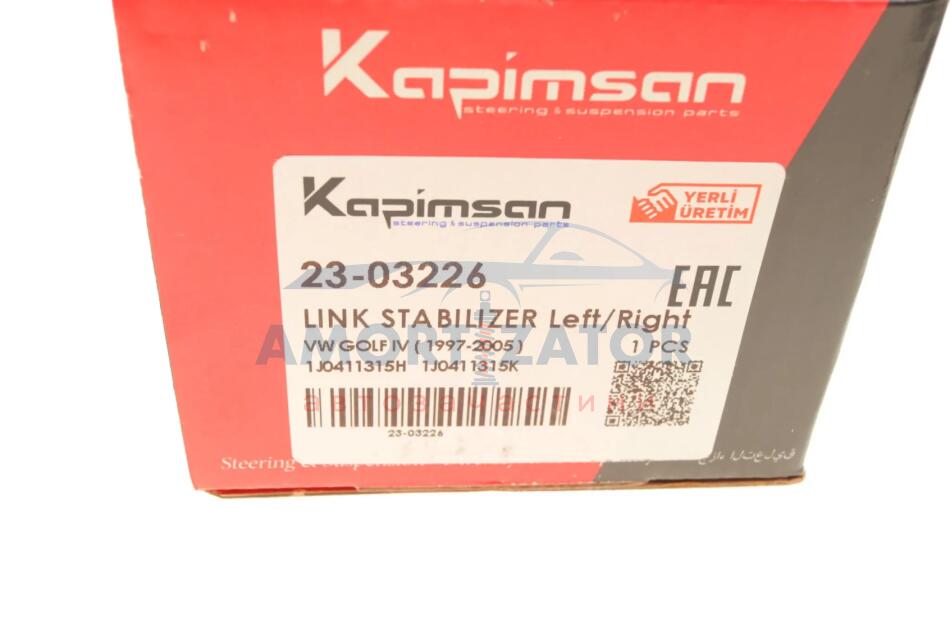 Kapimsan
steering & suspension parts
Kapimsan
steering & suspension parts
YERLİ
ÜRETİM
23-03226
EAC
LINK STABILIZER Left/Right
AMORTIZATOR
VW GOLF IV ( 1997-2005 )
1 PCS
1J0411315H 1J0411315K
автозапчастини
23-03226
Steering &